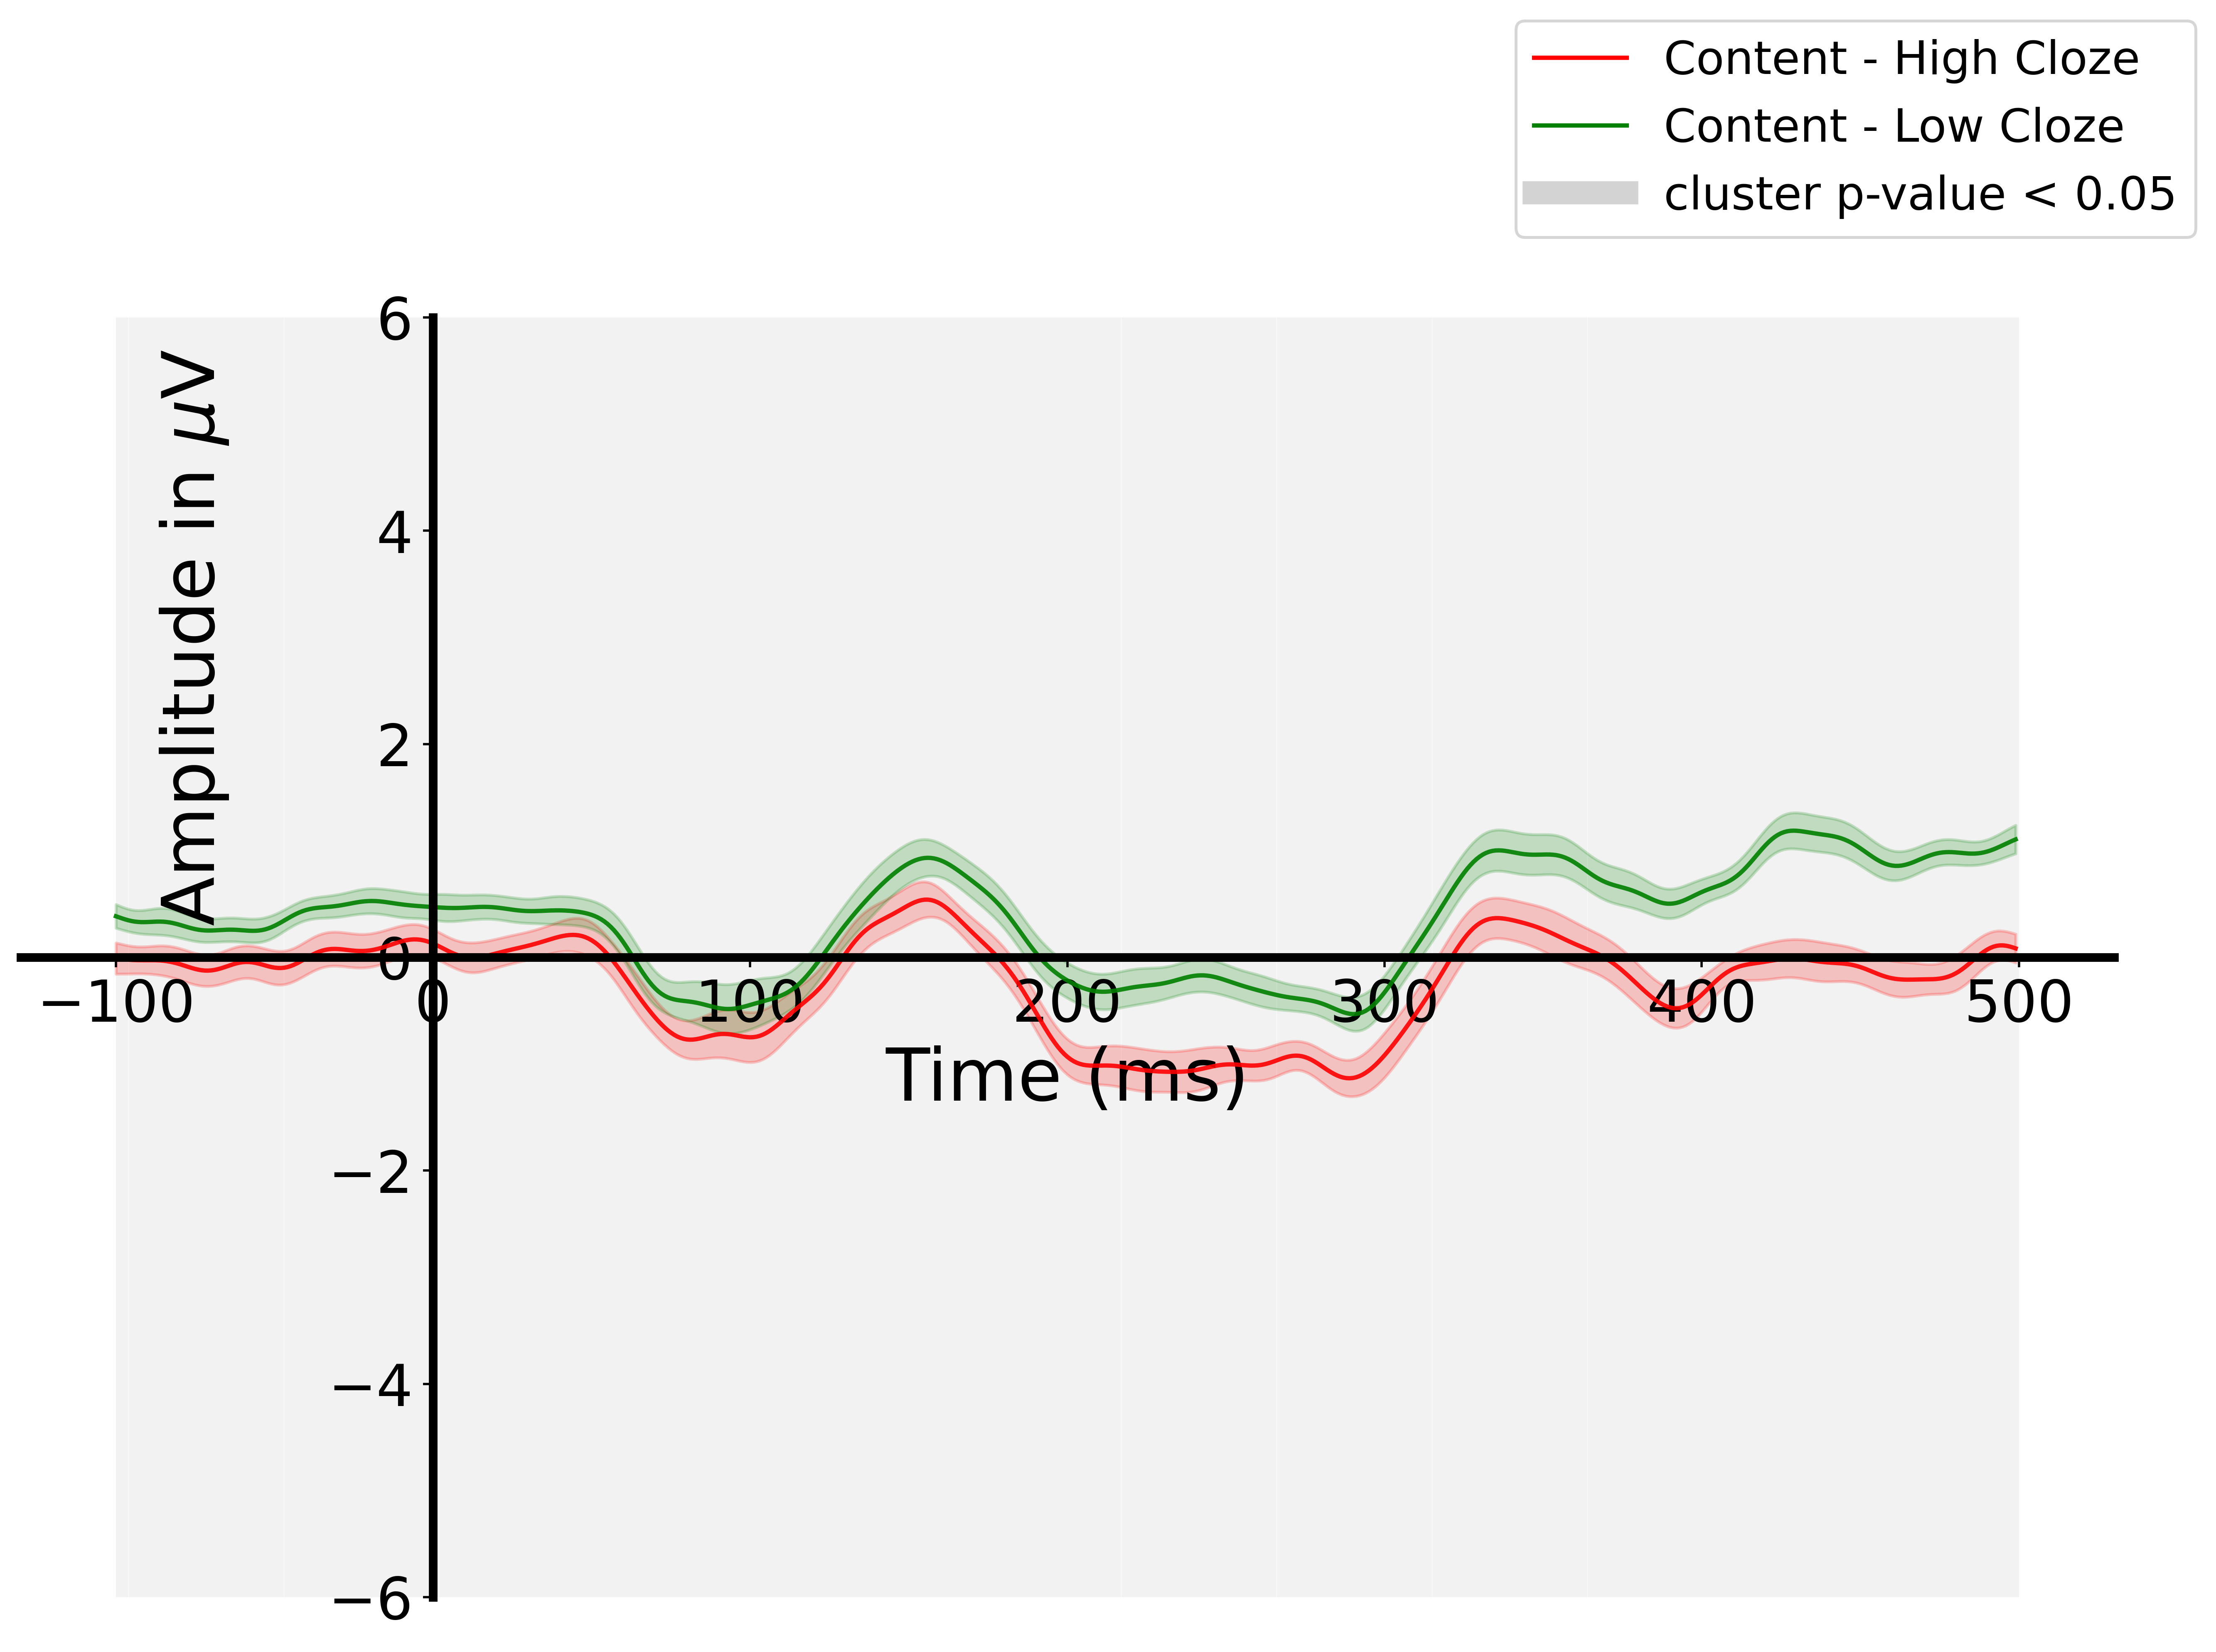 Content - High Cloze
Content - Low Cloze
cluster p-value < 0.05
6
4
2
0
−2
−4
−6
Amplitude in μV
−100 0 100 200 300 400 500
Time (ms)